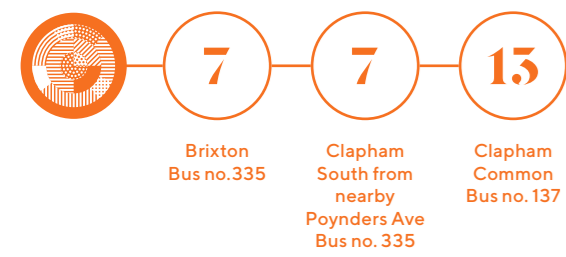 7
7
15
Brixton
Bus no.335
Clapham
South from
nearby
Poynders Ave
Bus no. 335
Clapham
Common
Bus no. 137